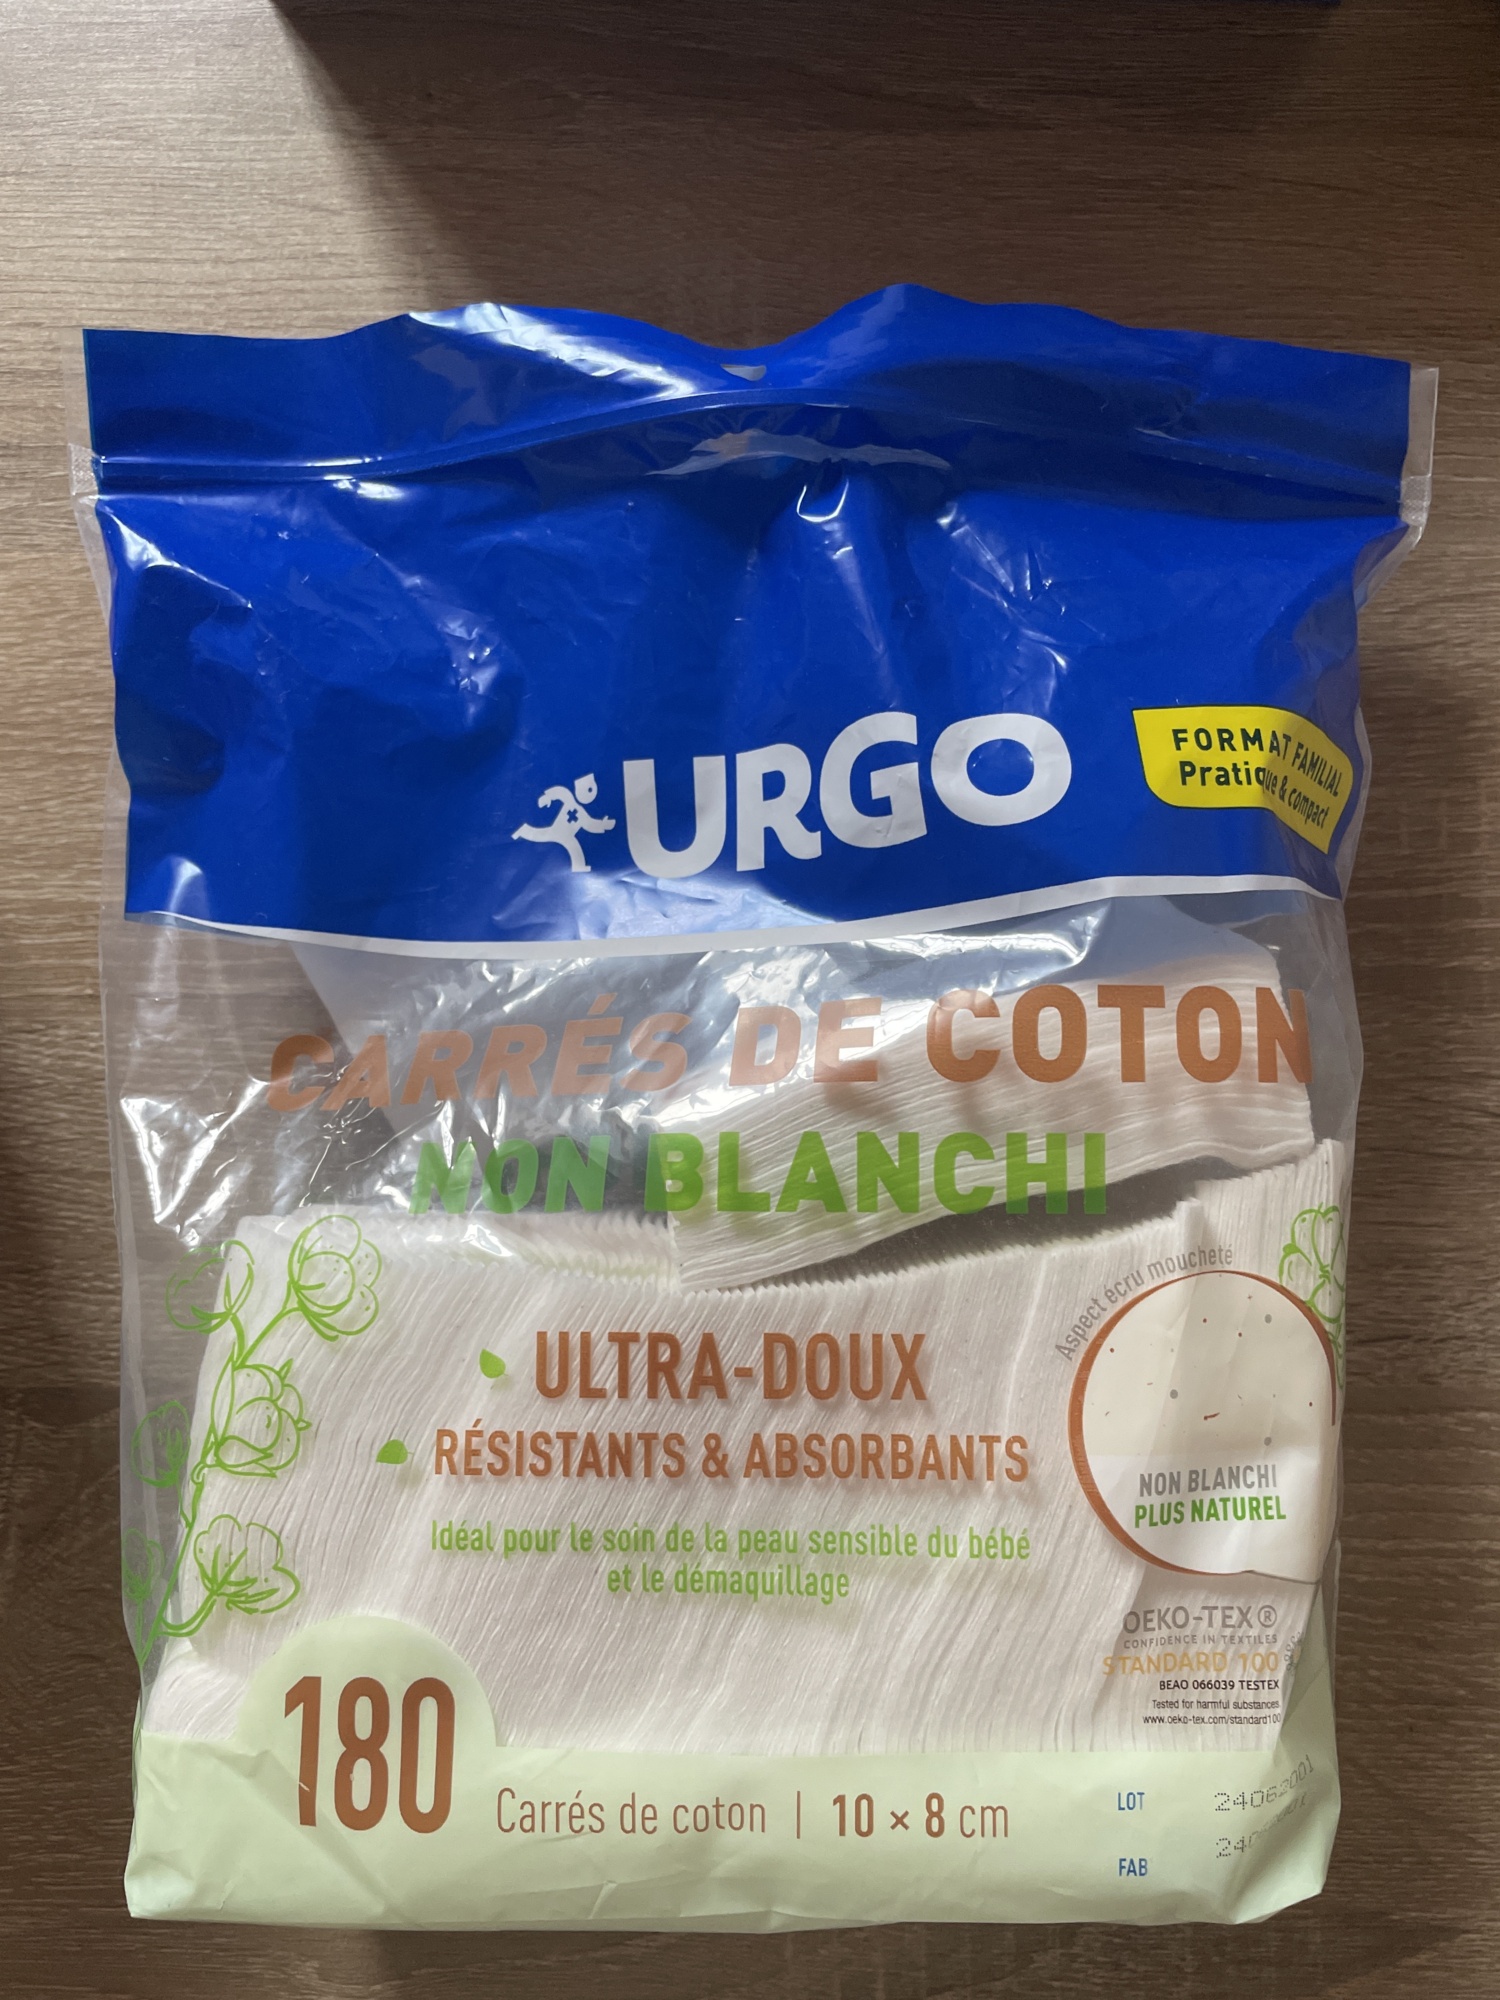 URGO
FORMAT FAMILIAL
Pratique & compact
CARRÉS DE COTON
NON BLANCHI
Aspect écru moucheté
ULTRA-DOUX
RÉSISTANTS & ABSORBANTS
Idéal pour le soin de la peau sensible du bébé
et le démaquillage
NON BLANCHI
PLUS NATUREL
OEKO-TEX®
CONFIDENCE IN TEXTILES
STANDARD 100
BEAO 066039 TESTEX
Tested for harmful substances
www.oeko-tex.com/standard100
180 Carrés de coton | 10 × 8 cm
LOT 24062001
FAB